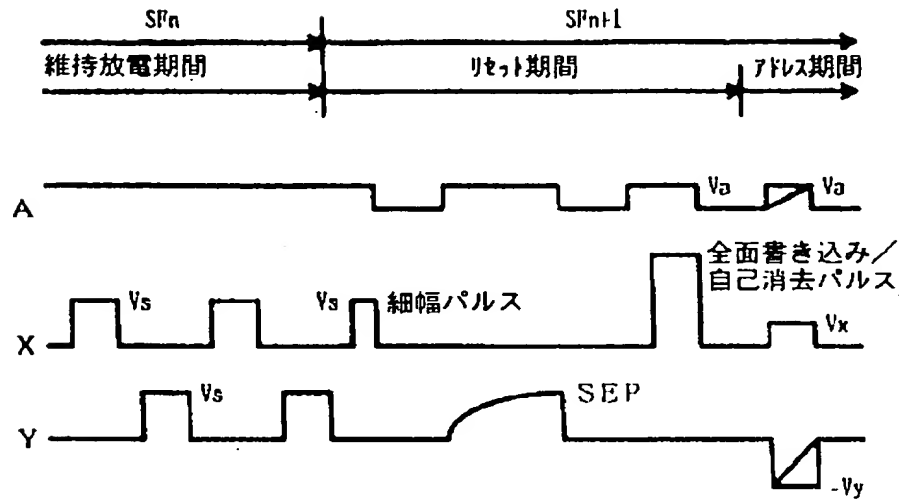 SFn
SFn+1
維持放電期間
リセット期間
アドレス期間
A
Va
Va
全面書き込み／
自己消去パルス
X
Vs
Vs
細幅パルス
Vx
Y
Vs
SEP
-Vy